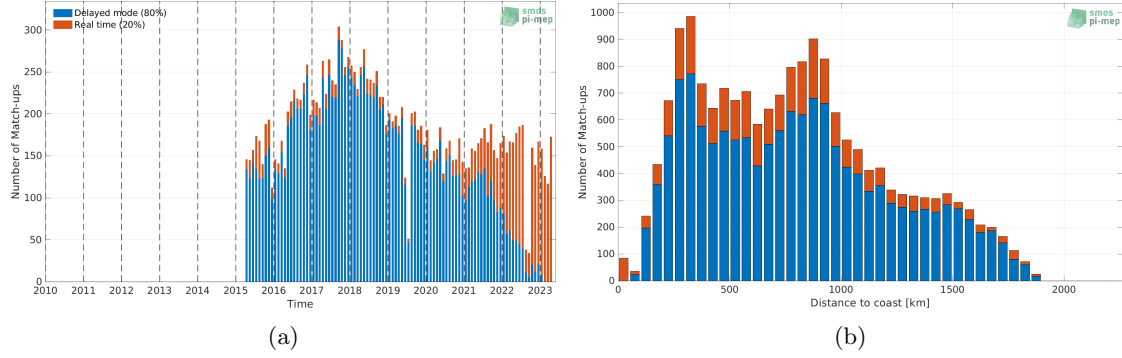 Delayed mode (80%)
Real time (20%)
smos
pi-mep
Number of Match-ups
300
250
200
150
100
50
0
2010 2011 2012 2013 2014 2015 2016 2017 2018 2019 2020 2021 2022 2023
Time
(a)
smos
pi-mep
Number of Match-ups
1000
900
800
700
600
500
400
300
200
100
0
0 500 1000 1500 2000
Distance to coast [km]
(b)